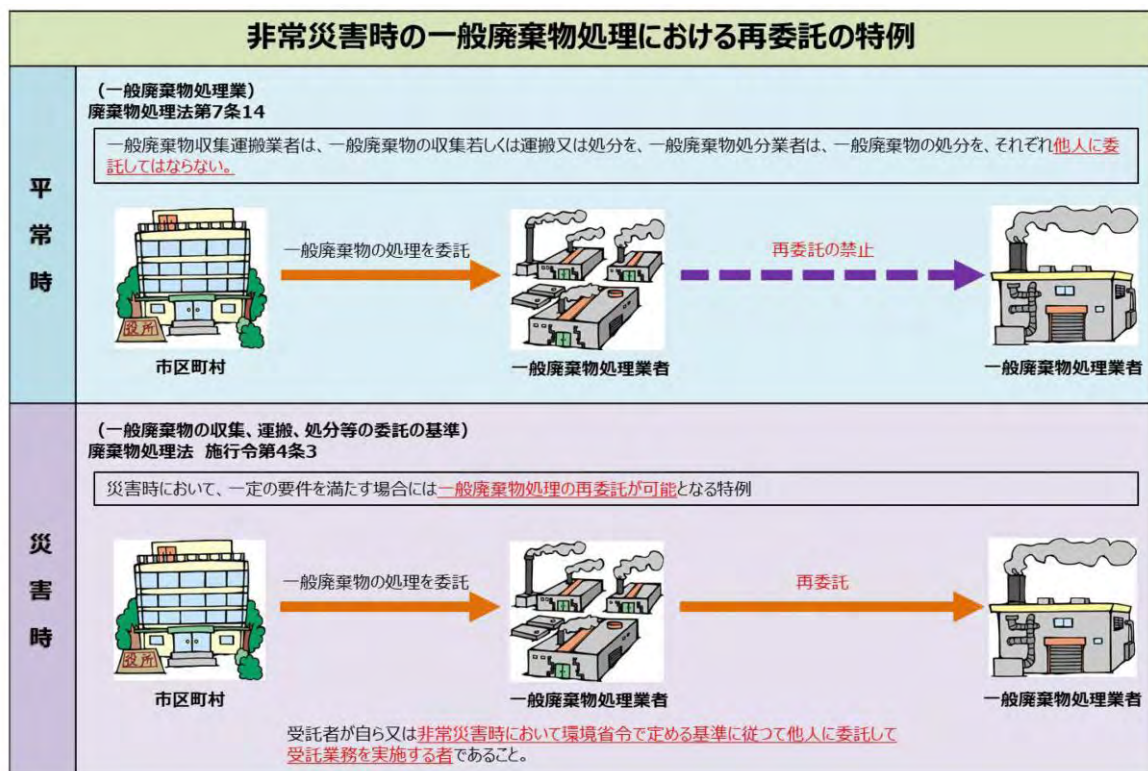 非常災害時の一般廃棄物処理における再委託の特例
平常時
(一般廃棄物処理業)
廃棄物処理法第7条14
一般廃棄物収集運搬業者は、一般廃棄物の収集若しくは運搬又は処分を、一般廃棄物処分業者は、一般廃棄物の処分を、それぞれ他人に委
託してはならない。
一般廃棄物の処理を委託
再委託の禁止
役所
市区町村
一般廃棄物処理業者
一般廃棄物処理業者
災害時
(一般廃棄物の収集、運搬、処分等の委託の基準)
廃棄物処理法 施行令第4条3
災害時において、一定の要件を満たす場合には一般廃棄物処理の再委託が可能となる特例
一般廃棄物の処理を委託
再委託
役所
市区町村
一般廃棄物処理業者
一般廃棄物処理業者
受託者が自ら又は非常災害時において環境省令で定める基準に従つて他人に委託して
受託業務を実施する者であること。